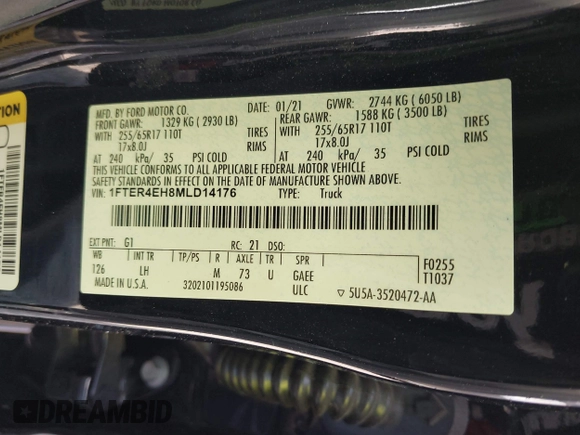 MFD. BY FORD MOTOR CO.
01/21 GVWR: 2744 KG ( 6050 LB)
FRONT GAWR: 1329 KG ( 2930 LB)
REAR GAWR: 1588 KG ( 3500 LB)
WITH 255/65R17 110T TIRES
WITH 255/65R17 110T TIRES
17x8.0J RIMS
17x8.0J RIMS
AT 240 kPa/ 35 PSI COLD
AT 240 kPa/ 35 PSI COLD
THIS VEHICLE CONFORMS TO ALL APPLICABLE FEDERAL MOTOR VEHICLE
SAFETY STANDARDS IN EFFECT ON THE DATE OF MANUFACTURE SHOWN ABOVE.
VIN: 1FTER4EH8MLD14176
TYPE: Truck
EXT PNT: G1 RC: 21 DSO:
WB INT TR TP/PS R AXLE TR SPR
126 LH M 73 U GAEE
F0255
T1037
MADE IN U.S.A. 3202101195086 ULC
▽ 5U5A-3520472-AA
DREAMBID